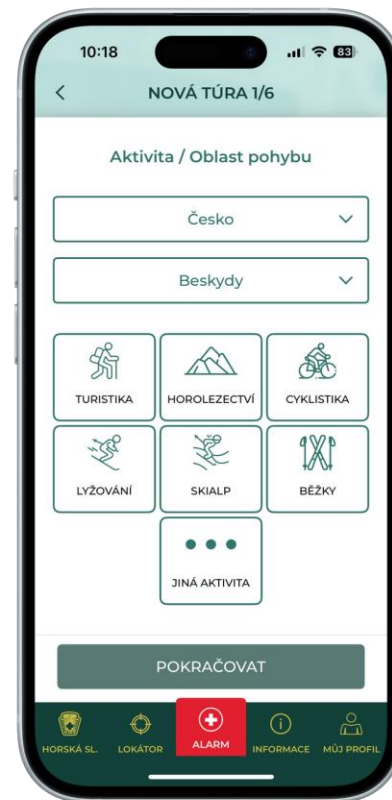 10:18
83
NOVÁ TÚRA 1/6
Aktivita / Oblast pohybu
Česko
Beskydy
TURISTIKA
HOROLEZECTVÍ
CYKLISTIKA
LYŽOVÁNÍ
SKIALP
BĚŽKY
JINÁ AKTIVITA
POKRAČOVAT
HORSKÁ SL.
LOKÁTOR
ALARM
INFORMACE
MŮJ PROFIL